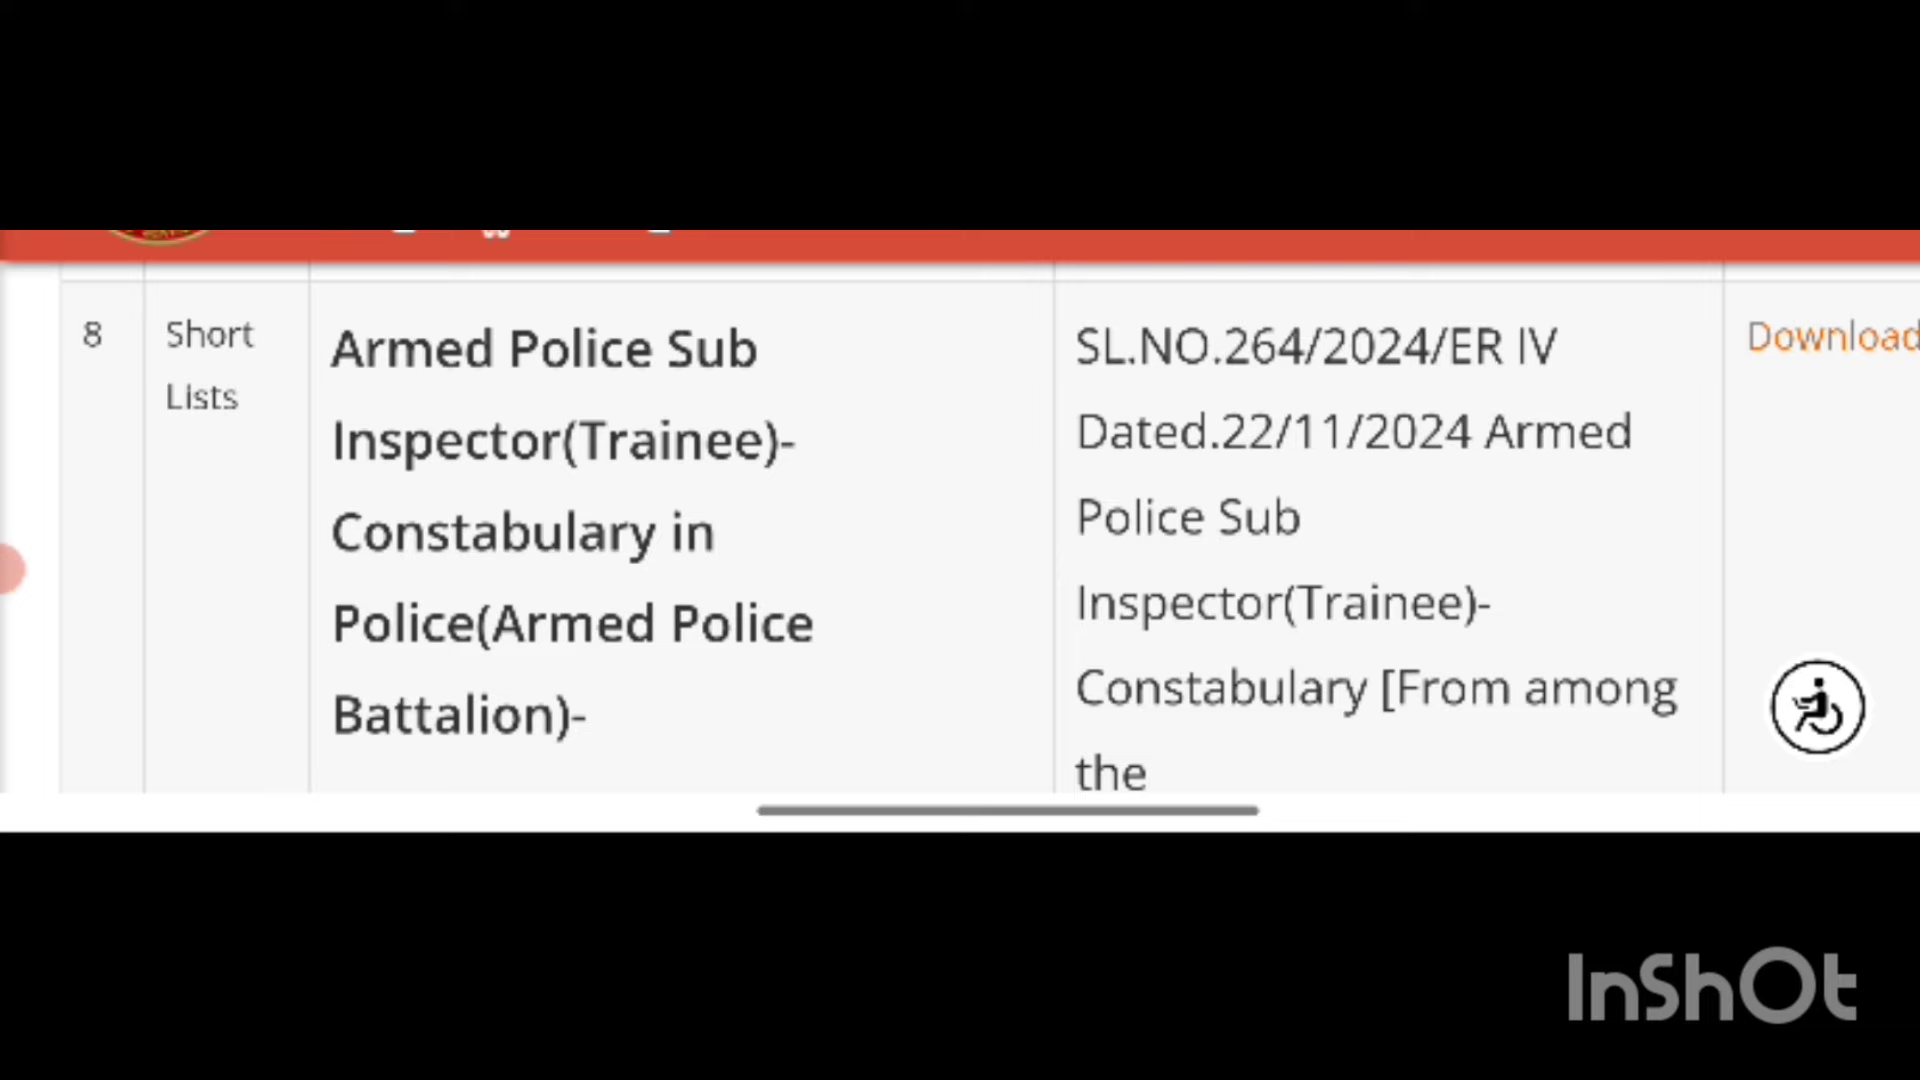 8
Short
Lists
Armed Police Sub
Inspector(Trainee)-
Constabulary in
Police(Armed Police
Battalion)-
SL.NO.264/2024/ER IV
Dated.22/11/2024 Armed
Police Sub
Inspector(Trainee)-
Constabulary [From among
the
Download
InShOt